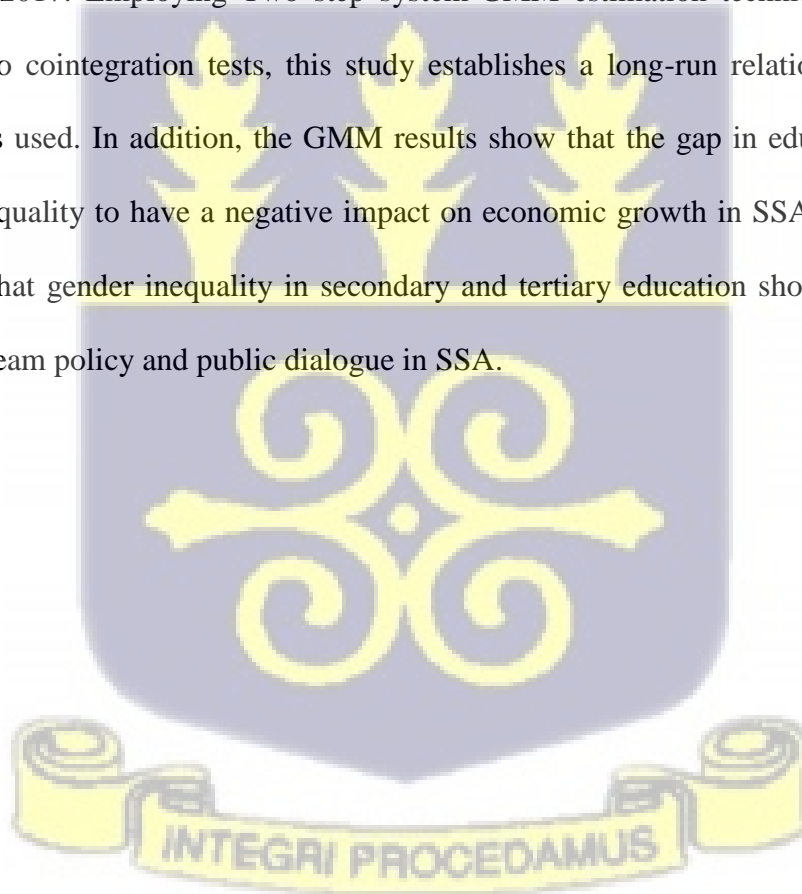 2017. Employing Two step system GMM estimation techni
o cointegration tests, this study establishes a long-run relatio
s used. In addition, the GMM results show that the gap in edu
quality to have a negative impact on economic growth in SSA
hat gender inequality in secondary and tertiary education sho
eam policy and public dialogue in SSA.
INTEGRI PROCEDAMUS